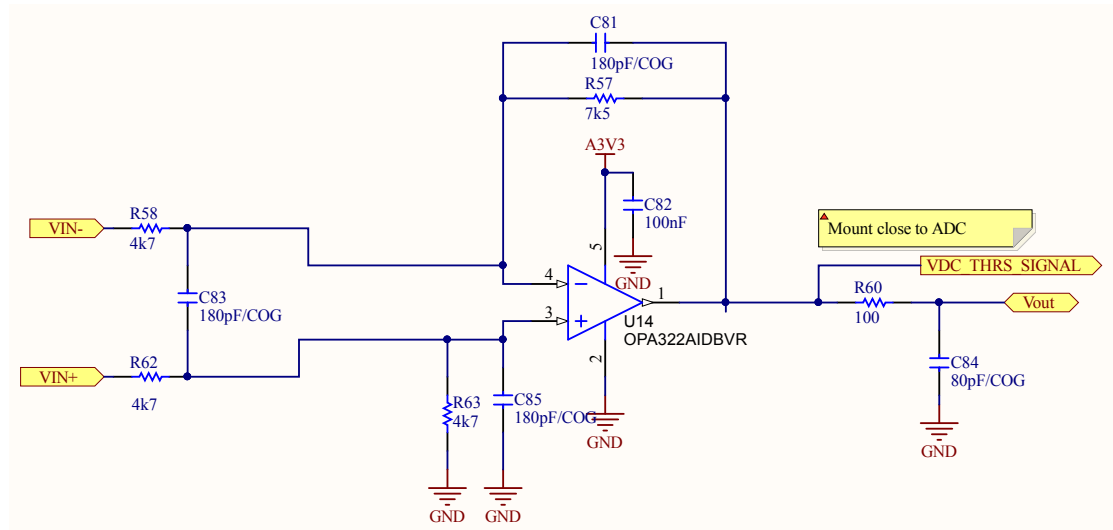 C81
180pF/COG
R57
7k5
A3V3
C82
100nF
GND
R58
VIN-
4k7
C83
180pF/COG
R62
VIN+
4k7
4
3
5
2
1
U14
OPA322AIDBVR
R63
4k7
C85
180pF/COG
GND
GND
GND
Mount close to ADC
VDC_THRS_SIGNAL
R60
100
Vout
C84
80pF/COG
GND